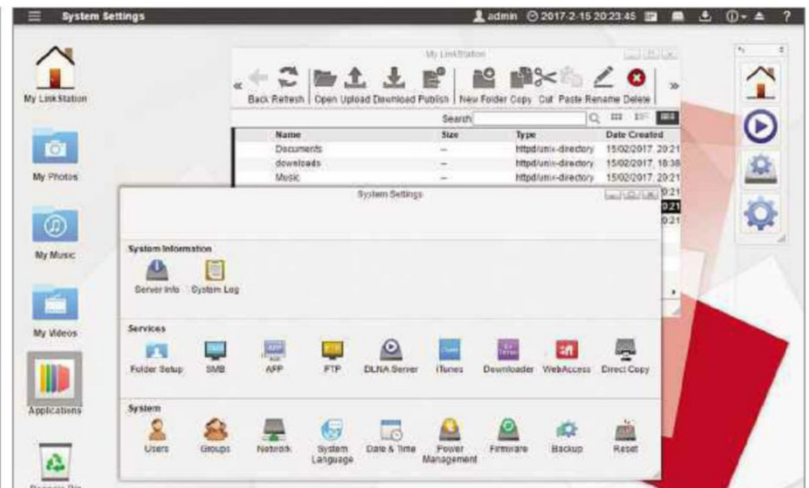 System Settings
admin 2017-2-15 20:23:45 ?
My LinkStation
My Photos
My Music
My Videos
Applications
My LinkStation
Back Refresh Open Upload Download Publish New Folder Copy Cut Paste Rename Delete
Search
Name Size Type Date Created
Documents -- httpd/unix-directory 15/02/2017, 20:21
downloads -- httpd/unix-directory 15/02/2017, 18:38
Music -- httpd/unix-directory 15/02/2017, 20:21
System Settings
System Information
Server Info System Log
Services
Folder Setup SMB AFP FTP DLNA Server iTunes Downloader WebAccess Direct Copy
System
Users Groups Network System Language Date & Time Power Management Firmware Backup Reset